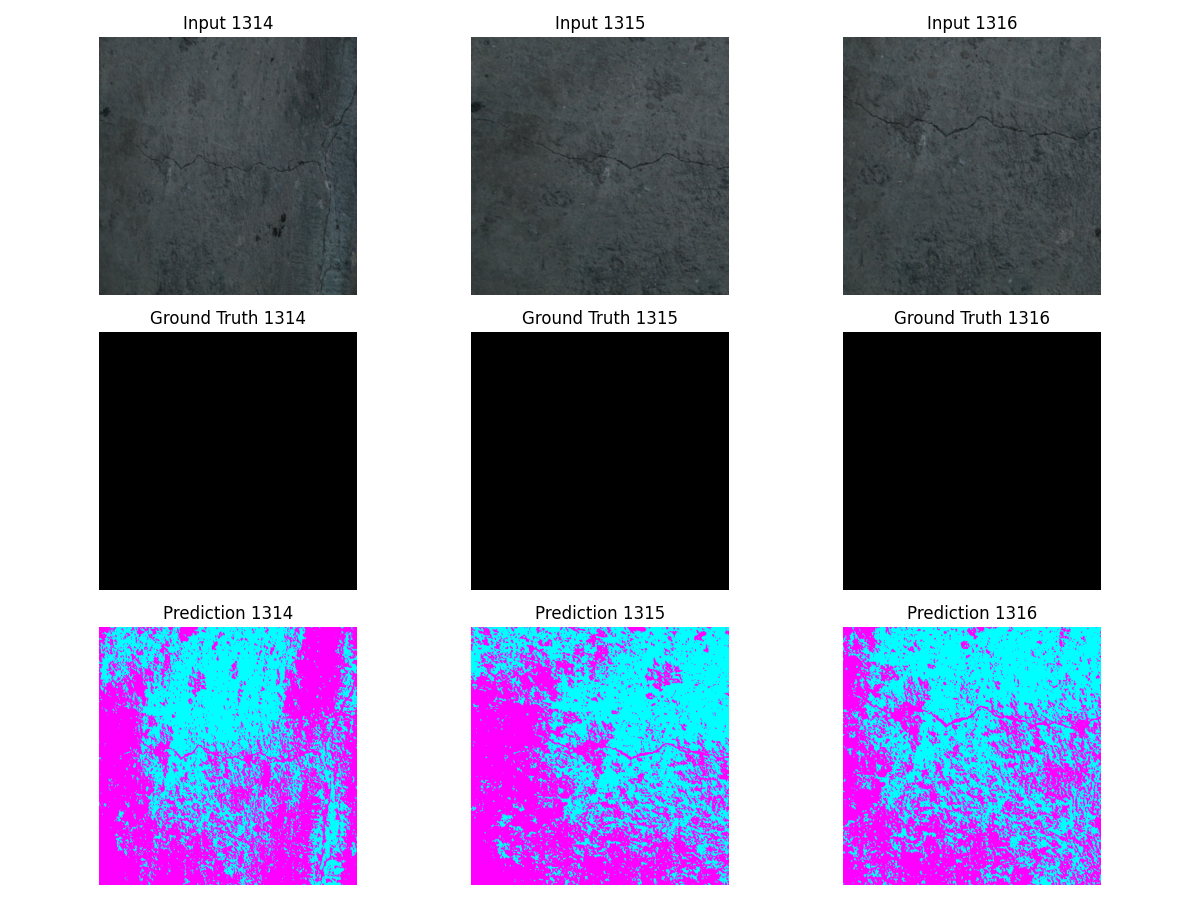 Input 1314
Input 1315
Input 1316
Ground Truth 1314
Ground Truth 1315
Ground Truth 1316
Prediction 1314
Prediction 1315
Prediction 1316